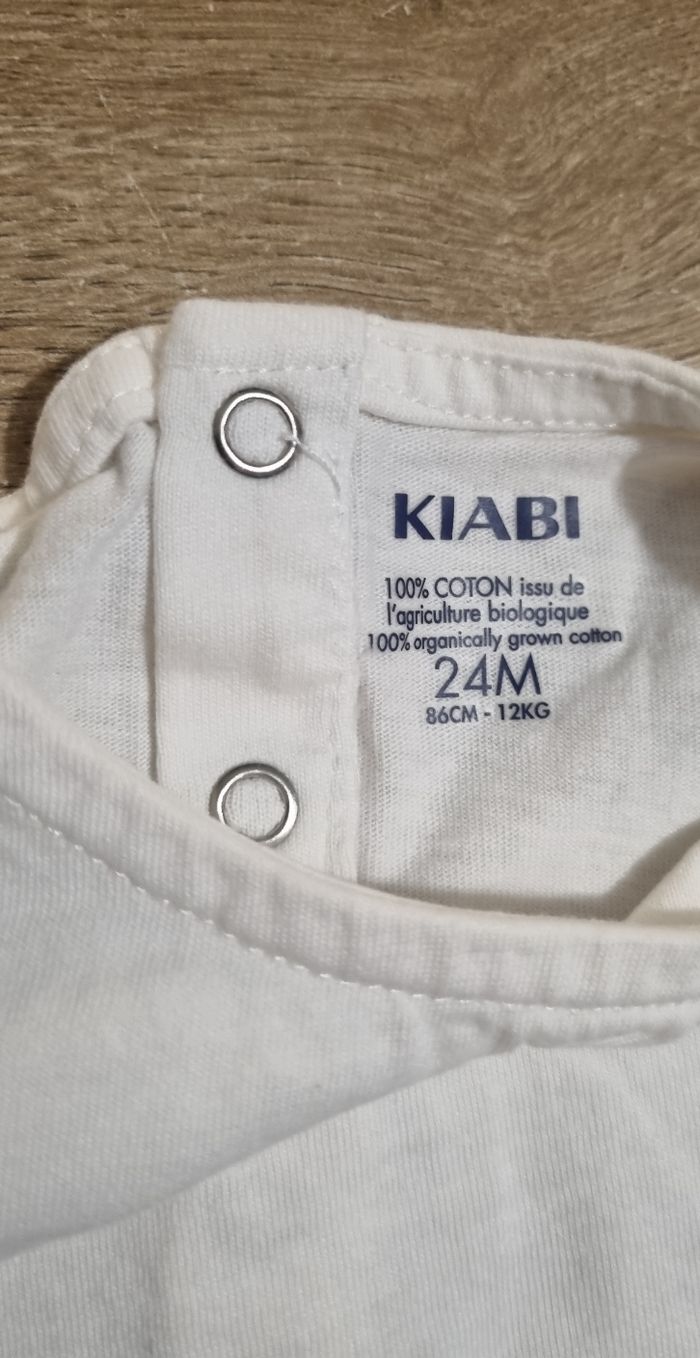 KIABI
100% COTON issu de
l'agriculture biologique
100% organically grown cotton
24M
86CM - 12KG